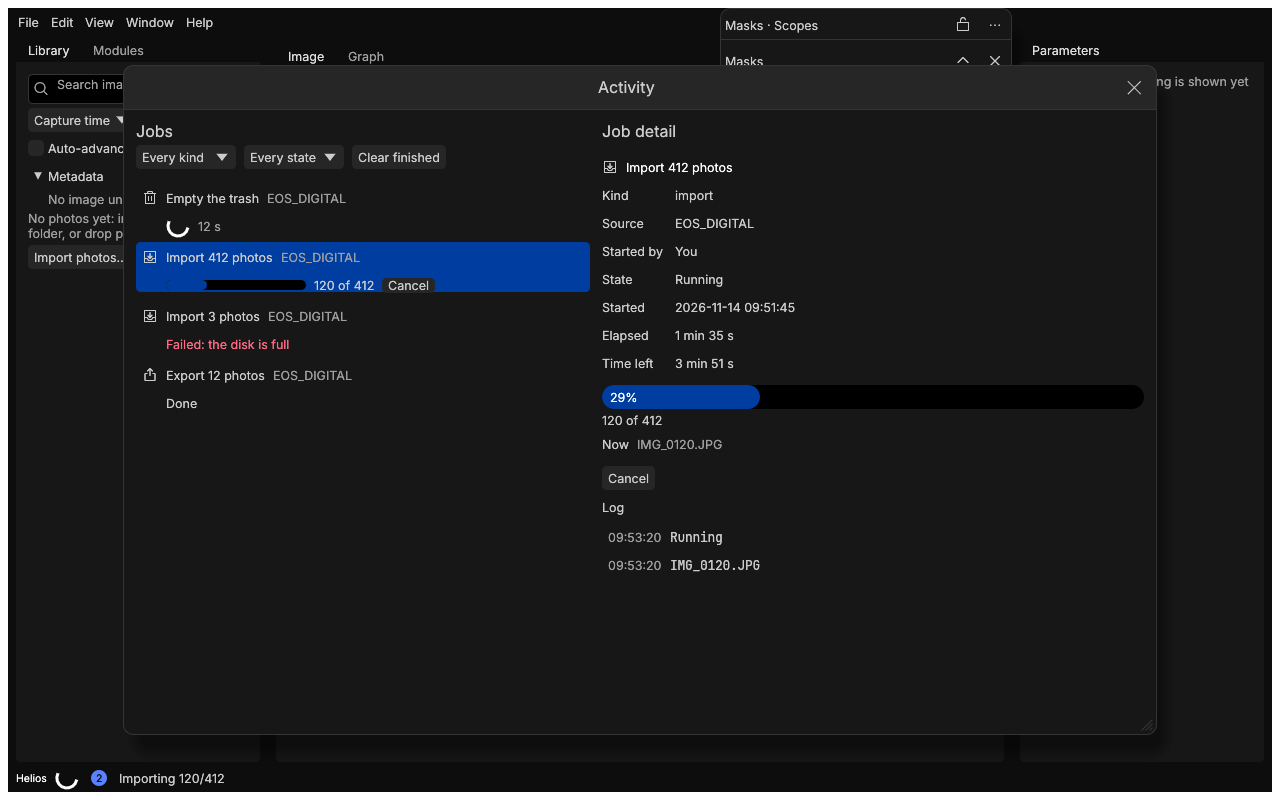 File Edit View Window Help
Masks · Scopes
Library Modules
Image Graph
Masks
Parameters
Search ima
ng is shown yet
Activity
Capture time
Auto-advanc
Metadata
No image un
No photos yet: i
folder, or drop p
Import photos..
Jobs
Every kind Every state Clear finished
Empty the trash EOS_DIGITAL
12 s
Import 412 photos EOS_DIGITAL
120 of 412 Cancel
Import 3 photos EOS_DIGITAL
Failed: the disk is full
Export 12 photos EOS_DIGITAL
Done
Job detail
Import 412 photos
Kind import
Source EOS_DIGITAL
Started by You
State Running
Started 2026-11-14 09:51:45
Elapsed 1 min 35 s
Time left 3 min 51 s
29%
120 of 412
Now IMG_0120.JPG
Cancel
Log
09:53:20 Running
09:53:20 IMG_0120.JPG
Helios 2 Importing 120/412